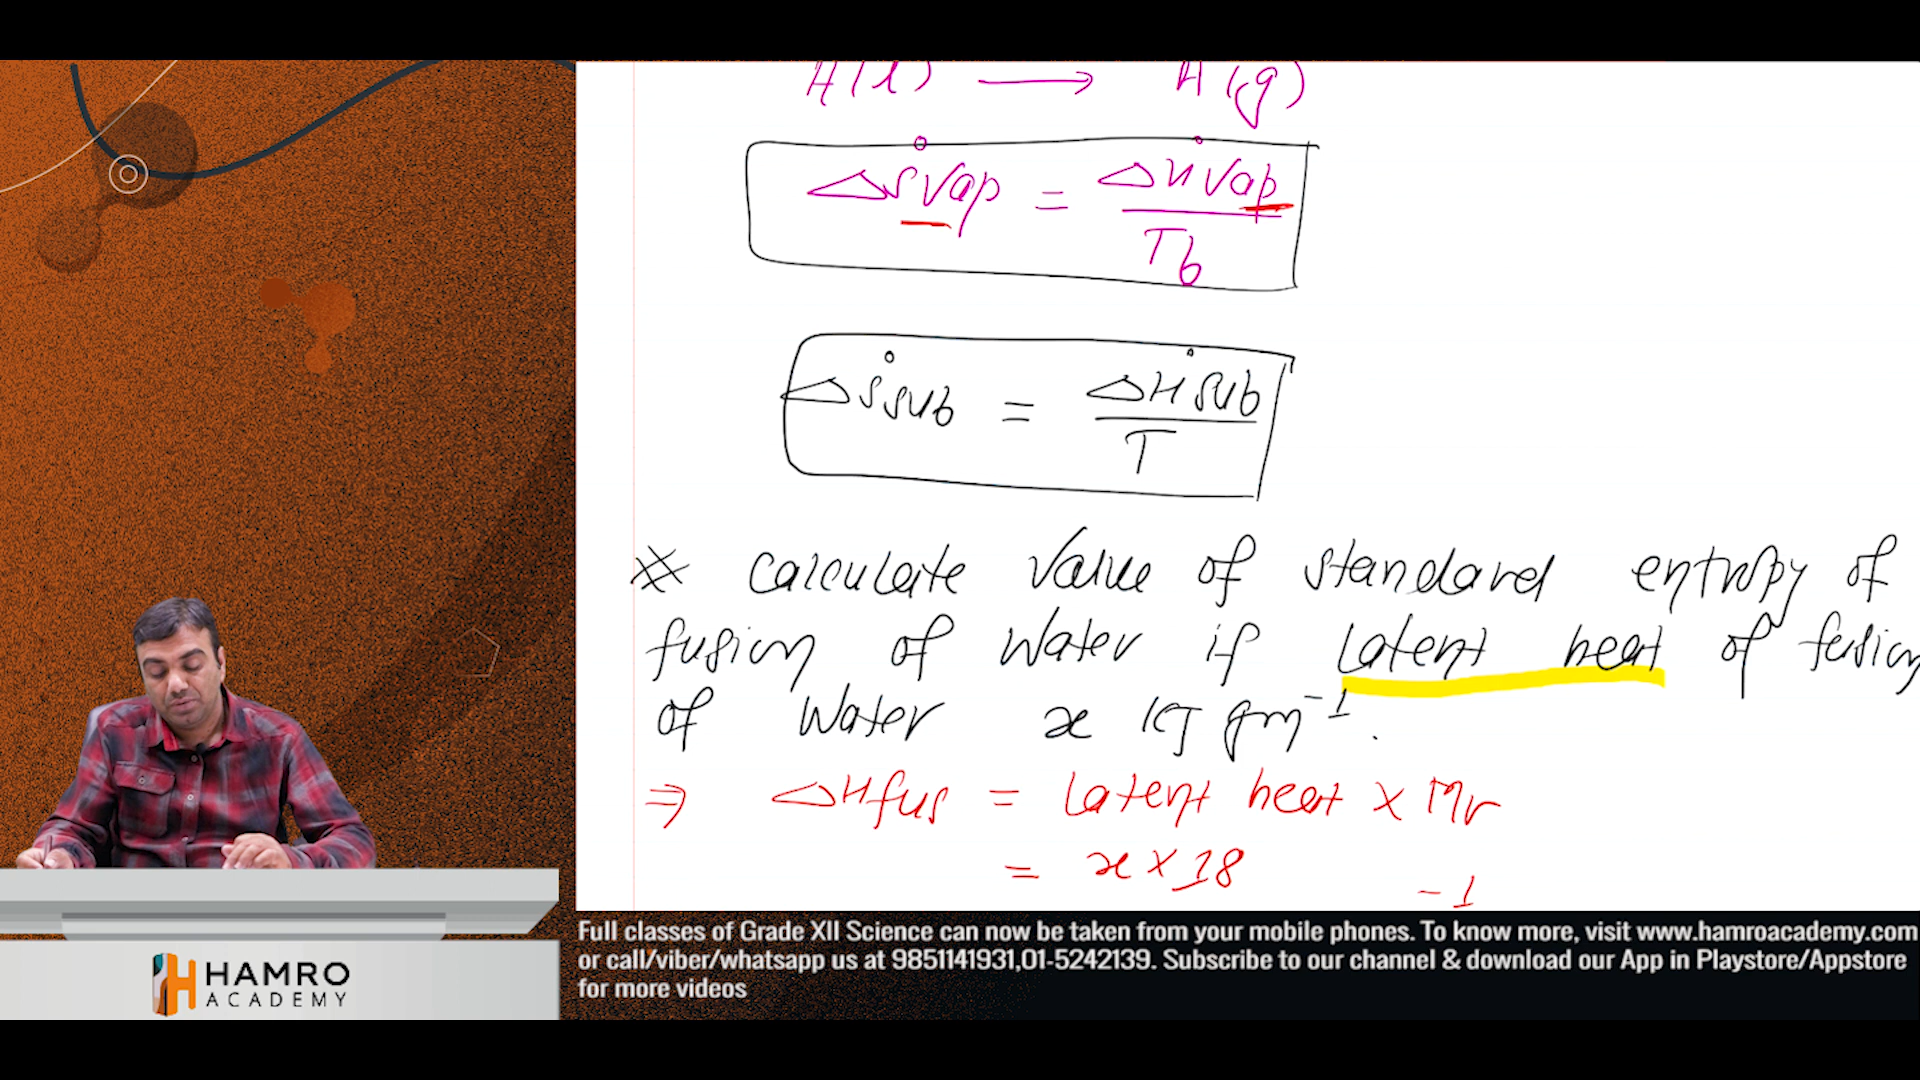 A(l) ⟶ A(g)
ΔS°vap = ΔH°vap / Tb
ΔS°sub = ΔH°sub / T
※ Calculate value of standard entropy of
fusion of water if latent heat of fusion
of water x KJ gm⁻¹.
⇒ ΔHfus = latent heat × Mr
= x × 18
-1
Full classes of Grade XII Science can now be taken from your mobile phones. To know more, visit www.hamroacademy.com
or call/viber/whatsapp us at 9851141931,01-5242139. Subscribe to our channel & download our App in Playstore/Appstore
for more videos
HAMRO
ACADEMY